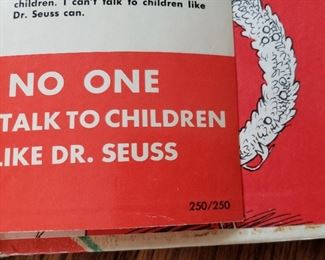 children. I can't talk to children like
Dr. Seuss can.
NO ONE
TALK TO CHILDREN
LIKE DR. SEUSS
250/250